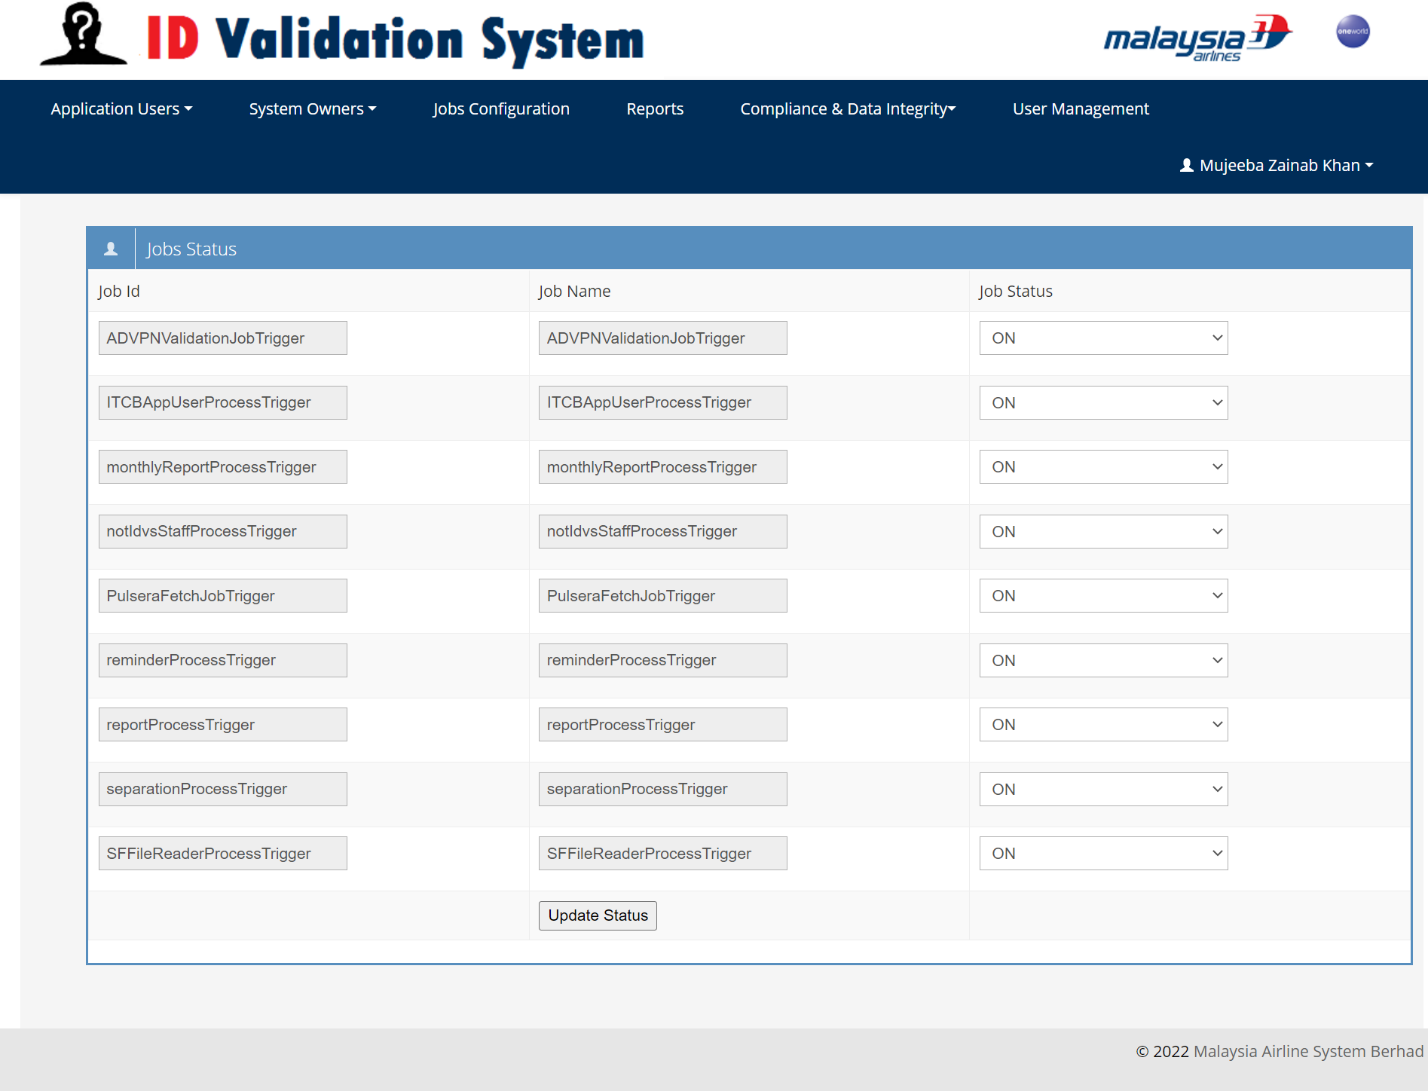 ID Validation System
malaysia
airlines
oneworld
Application Users
System Owners
Jobs Configuration
Reports
Compliance & Data Integrity
User Management
Mujeeba Zainab Khan
Jobs Status
Job Id Job Name Job Status
ADVPNValidationJobTrigger ADVPNValidationJobTrigger ON
ITCBAppUserProcessTrigger ITCBAppUserProcessTrigger ON
monthlyReportProcessTrigger monthlyReportProcessTrigger ON
notIdvsStaffProcessTrigger notIdvsStaffProcessTrigger ON
PulseraFetchJobTrigger PulseraFetchJobTrigger ON
reminderProcessTrigger reminderProcessTrigger ON
reportProcessTrigger reportProcessTrigger ON
separationProcessTrigger separationProcessTrigger ON
SFFileReaderProcessTrigger SFFileReaderProcessTrigger ON
Update Status
© 2022 Malaysia Airline System Berhad